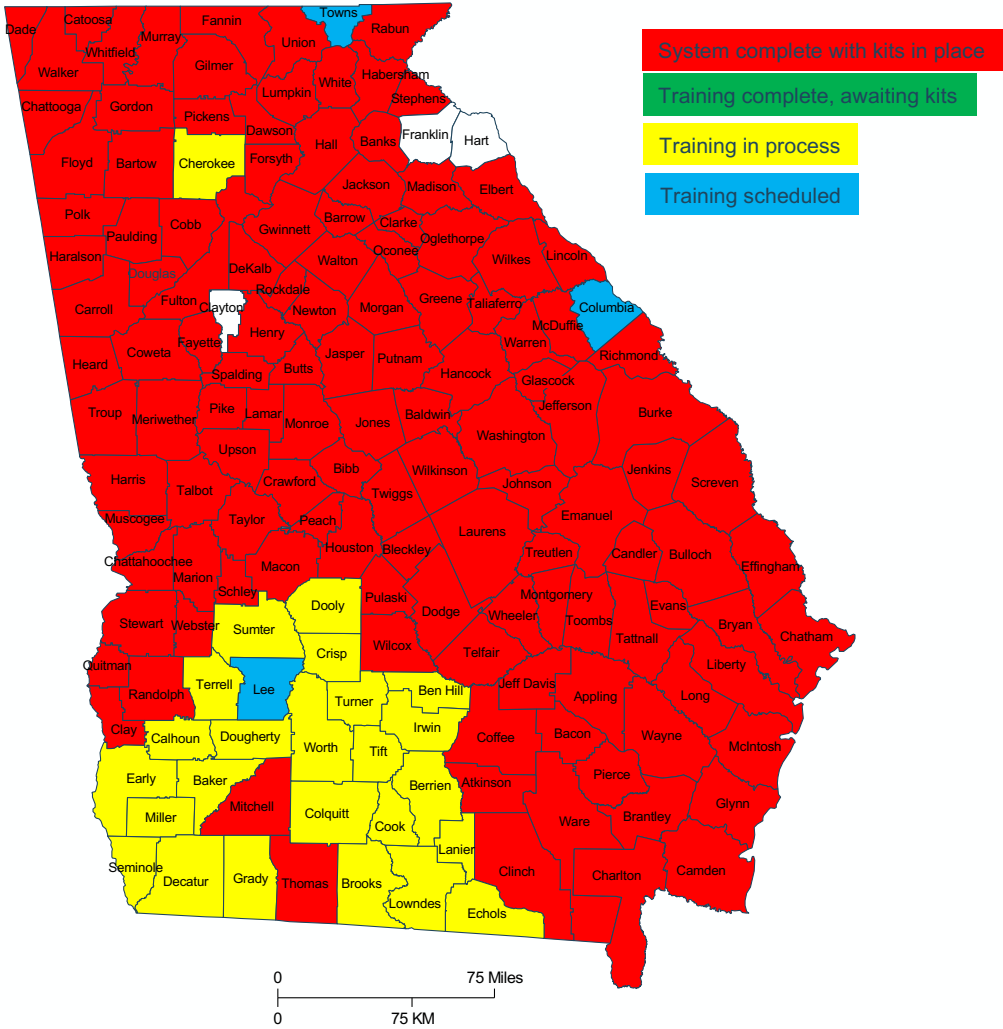 Towns
Dade
Catoosa
Fannin
Rabun
Murray
Union
Whitfield
Walker
Gilmer
Habersham
White
Lumpkin
Stephens
Chattooga
Gordon
Pickens
Dawson
Franklin
Hart
Hall
Banks
Floyd
Bartow
Cherokee
Forsyth
Jackson
Madison
Elbert
Polk
Cobb
Barrow
Clarke
Paulding
Gwinnett
Oglethorpe
Haralson
Oconee
Walton
Wilkes
Lincoln
Douglas
DeKalb
Rockdale
Carroll
Fulton
Clayton
Newton
Morgan
Greene
Taliaferro
Columbia
McDuffie
Henry
Fayette
Warren
Coweta
Jasper
Putnam
Richmond
Heard
Butts
Spalding
Hancock
Glascock
Jefferson
Troup
Meriwether
Pike
Lamar
Monroe
Jones
Baldwin
Burke
Washington
Upson
Bibb
Wilkinson
Jenkins
Harris
Crawford
Johnson
Screven
Talbot
Twiggs
Muscogee
Taylor
Peach
Emanuel
Laurens
Houston
Bleckley
Treutlen
Candler
Bulloch
Chattahoochee
Macon
Effingham
Marion
Schley
Pulaski
Montgomery
Dooly
Dodge
Evans
Stewart
Webster
Sumter
Wheeler
Toombs
Bryan
Tattnall
Chatham
Crisp
Wilcox
Telfair
Quitman
Liberty
Terrell
Lee
Randolph
Turner
Ben Hill
Jeff Davis
Appling
Long
Clay
Calhoun
Dougherty
Irwin
Coffee
Bacon
Wayne
Worth
Tift
McIntosh
Early
Baker
Berrien
Atkinson
Pierce
Mitchell
Miller
Colquitt
Cook
Ware
Brantley
Glynn
Lanier
Seminole
Decatur
Grady
Thomas
Brooks
Clinch
Charlton
Camden
Lowndes
Echols
System complete with kits in place
Training complete, awaiting kits
Training in process
Training scheduled
0
75 Miles
0
75 KM